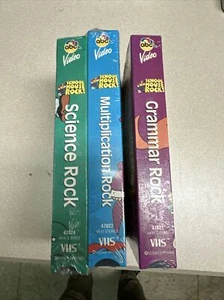 abc
Video
SCHOOL
HOUSE
ROCK!
Science Rock
VHS
abc
Video
SCHOOL
HOUSE
ROCK!
Multiplication Rock
VHS
abc
Video
SCHOOL
HOUSE
ROCK!
Grammar Rock
VHS